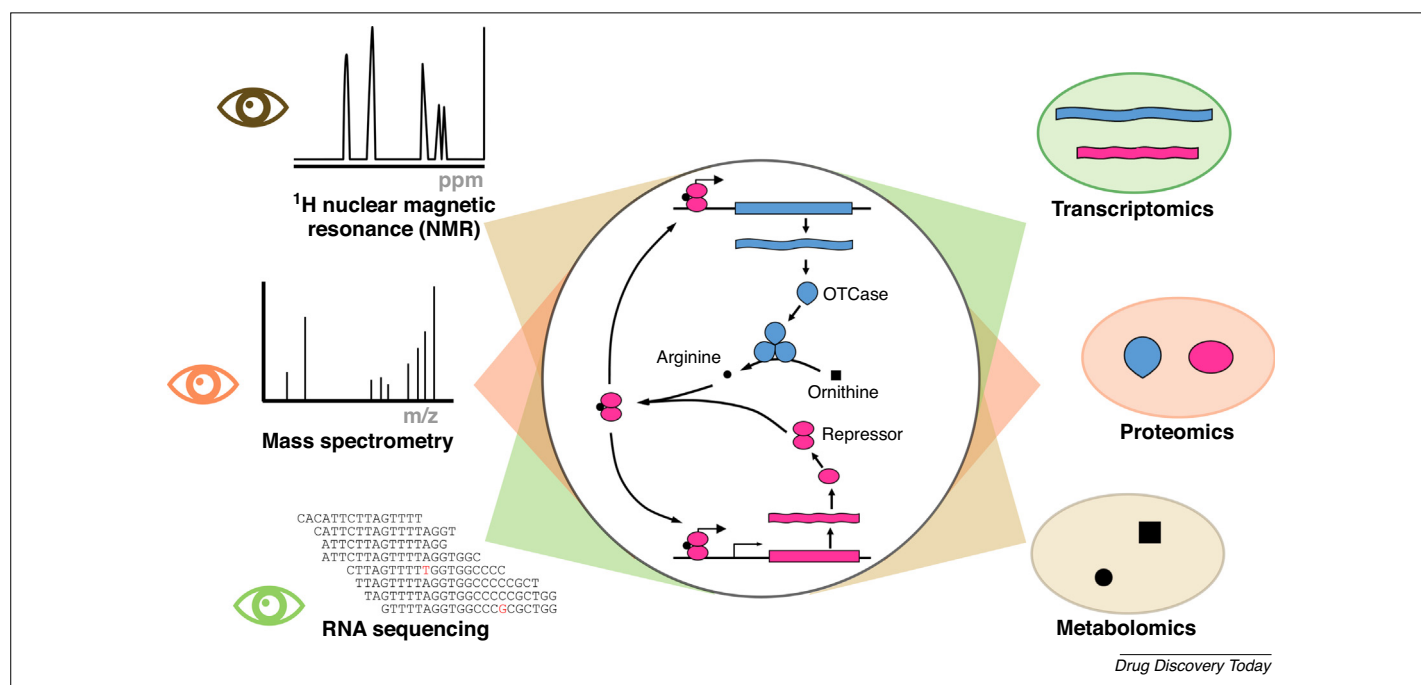 ppm
¹H nuclear magnetic
resonance (NMR)
m/z
Mass spectrometry
CACATTCTTAGTTTT
CATTCTTAGTTTTAGGT
ATTCTTAGTTTTAGG
ATTCTTAGTTTTAGGTGGC
CTTAGTTTTTGGTGGCCCC
TTAGTTTTAGGTGGCCCCCGCT
TAGTTTTAGGTGGCCCCCGCTGG
GTTTTAGGTGGCCCGCGCTGG
RNA sequencing
OTCase
Arginine
Ornithine
Repressor
Transcriptomics
Proteomics
Metabolomics
Drug Discovery Today